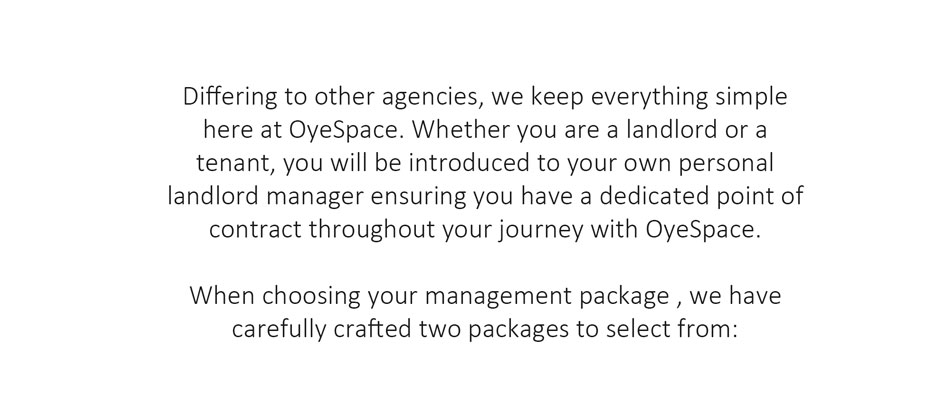 Differing to other agencies, we keep everything simple
here at OyeSpace. Whether you are a landlord or a
tenant, you will be introduced to your own personal
landlord manager ensuring you have a dedicated point of
contract throughout your journey with OyeSpace.
When choosing your management package , we have
carefully crafted two packages to select from: